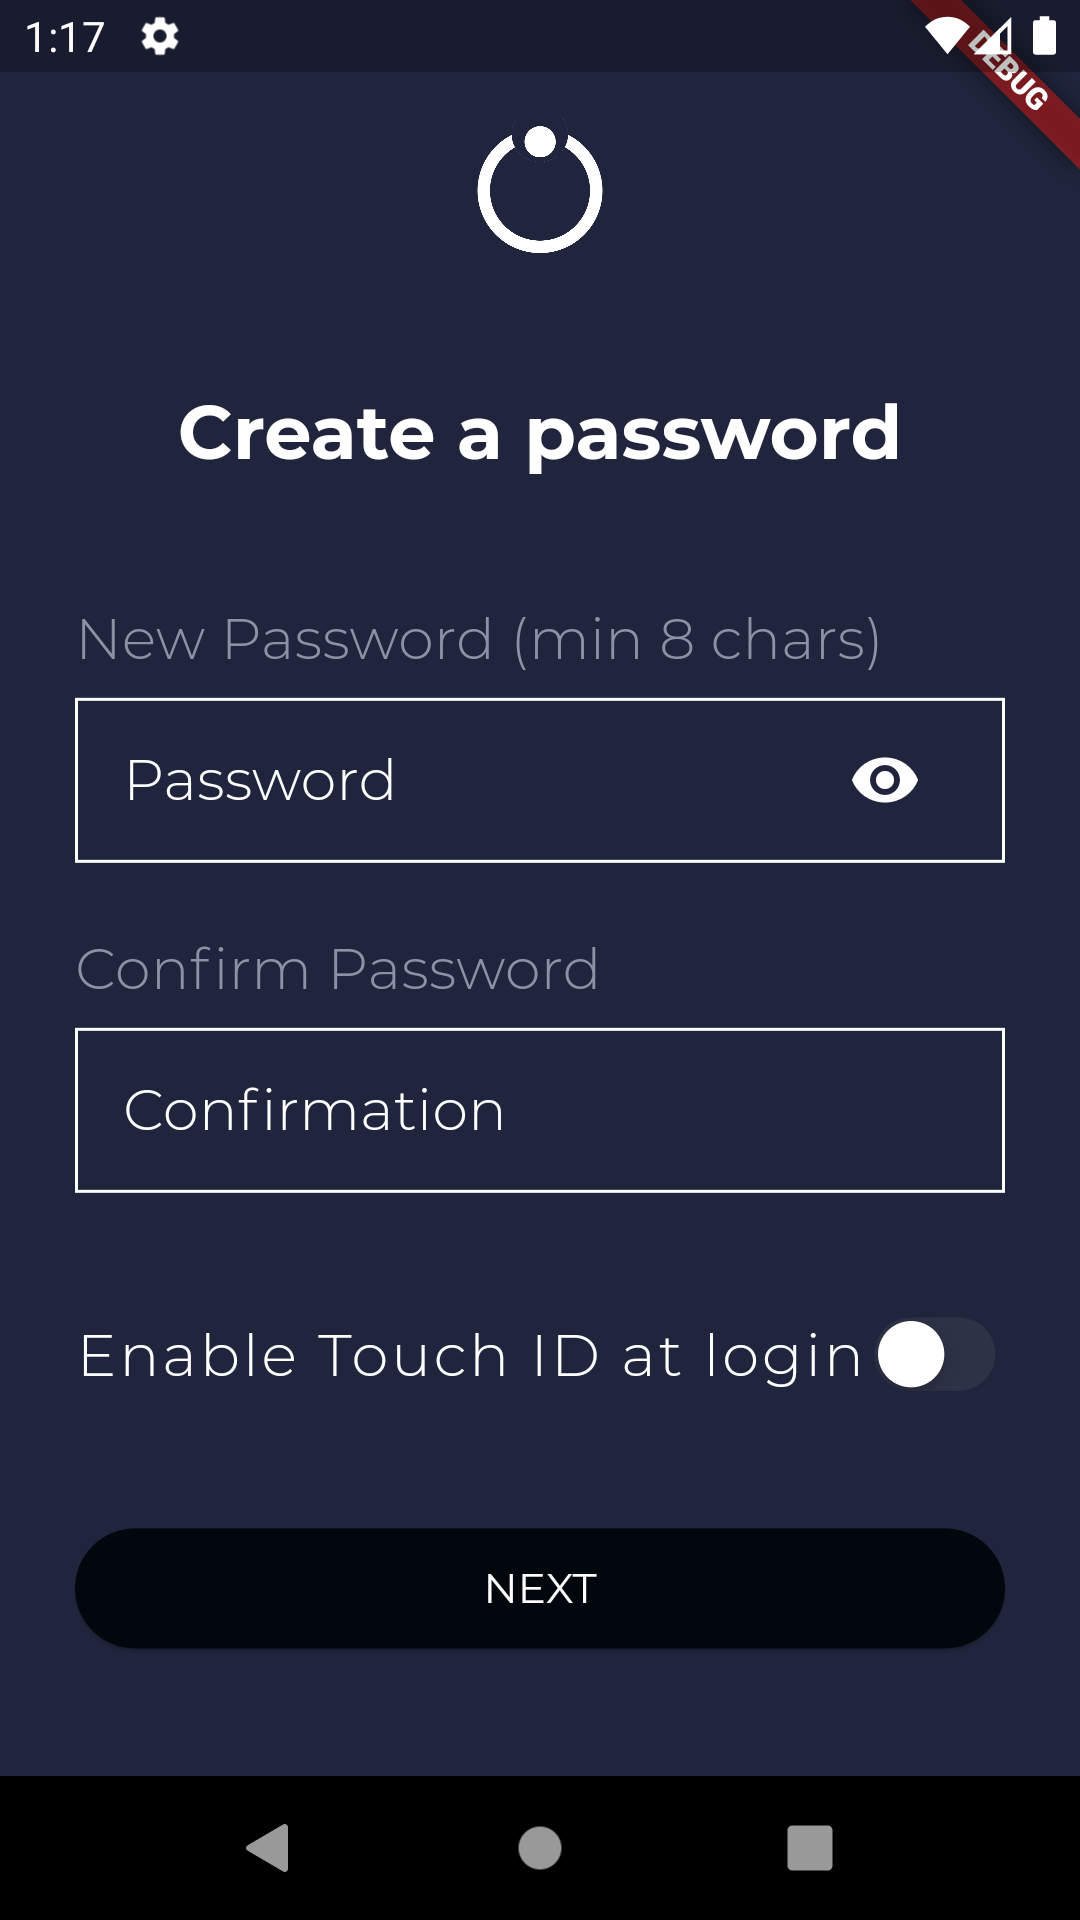 1:17
DEBUG
Create a password
New Password (min 8 chars)
Password
Confirm Password
Confirmation
Enable Touch ID at login
NEXT